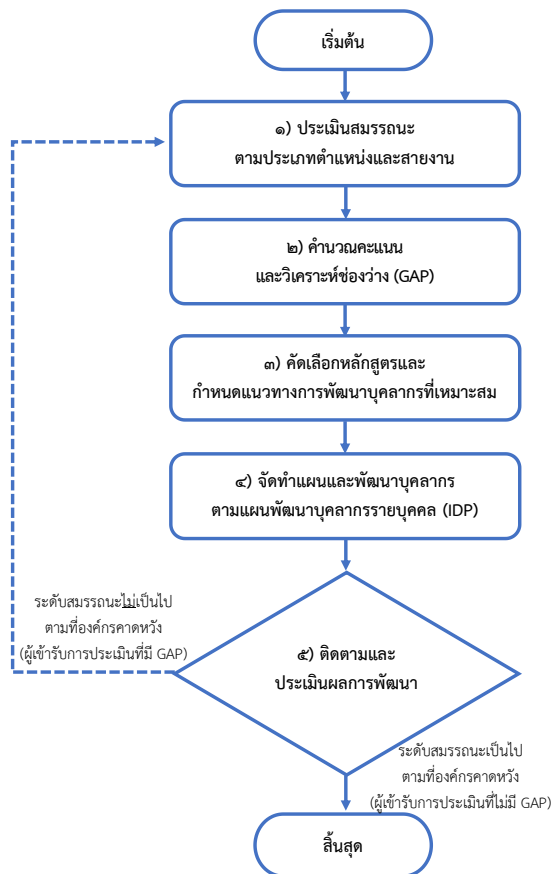 เริ่มต้น
๑) ประเมินสมรรถนะ
ตามประเภทตำแหน่งและสายงาน
๒) คำนวณคะแนน
และวิเคราะห์ช่องว่าง (GAP)
๓) คัดเลือกหลักสูตรและ
กำหนดแนวทางการพัฒนาบุคลากรที่เหมาะสม
๔) จัดทำแผนและพัฒนาบุคลากร
ตามแผนพัฒนาบุคลากรรายบุคคล (IDP)
ระดับสมรรถนะไม่เป็นไป
ตามที่องค์กรคาดหวัง
(ผู้เข้ารับการประเมินที่มี GAP)
๕) ติดตามและ
ประเมินผลการพัฒนา
ระดับสมรรถนะเป็นไป
ตามที่องค์กรคาดหวัง
(ผู้เข้ารับการประเมินที่ไม่มี GAP)
สิ้นสุด